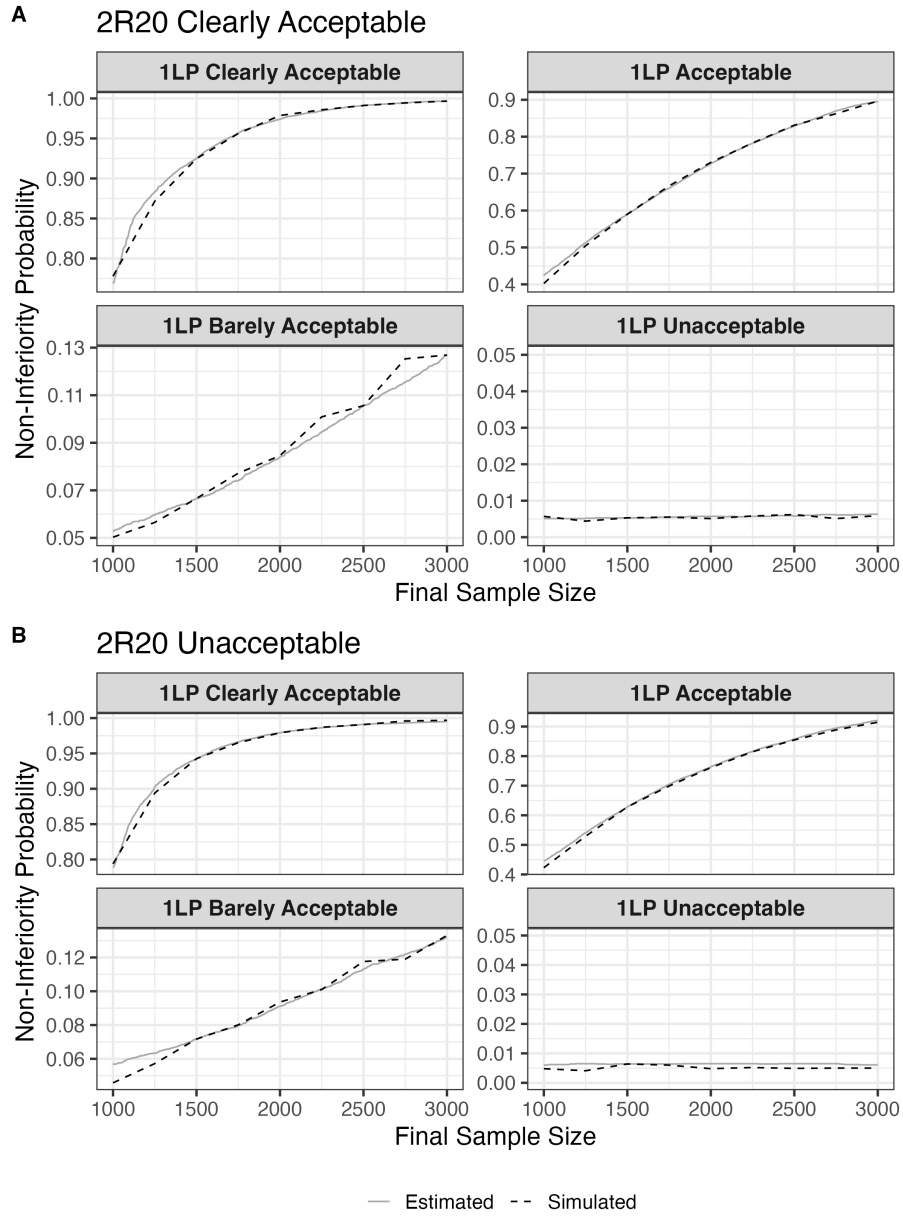 A
2R20 Clearly Acceptable
Non-Inferiority Probability
1LP Clearly Acceptable
1.00
0.95
0.90
0.85
0.80
1LP Acceptable
0.9
0.8
0.7
0.6
0.5
0.4
1LP Barely Acceptable
0.13
0.11
0.09
0.07
0.05
1000 1500 2000 2500 3000
1LP Unacceptable
0.05
0.04
0.03
0.02
0.01
0.00
1000 1500 2000 2500 3000
Final Sample Size
B
2R20 Unacceptable
Non-Inferiority Probability
1LP Clearly Acceptable
1.00
0.95
0.90
0.85
0.80
1LP Acceptable
0.9
0.8
0.7
0.6
0.5
0.4
1LP Barely Acceptable
0.12
0.10
0.08
0.06
1000 1500 2000 2500 3000
1LP Unacceptable
0.05
0.04
0.03
0.02
0.01
0.00
1000 1500 2000 2500 3000
Final Sample Size
Estimated Simulated